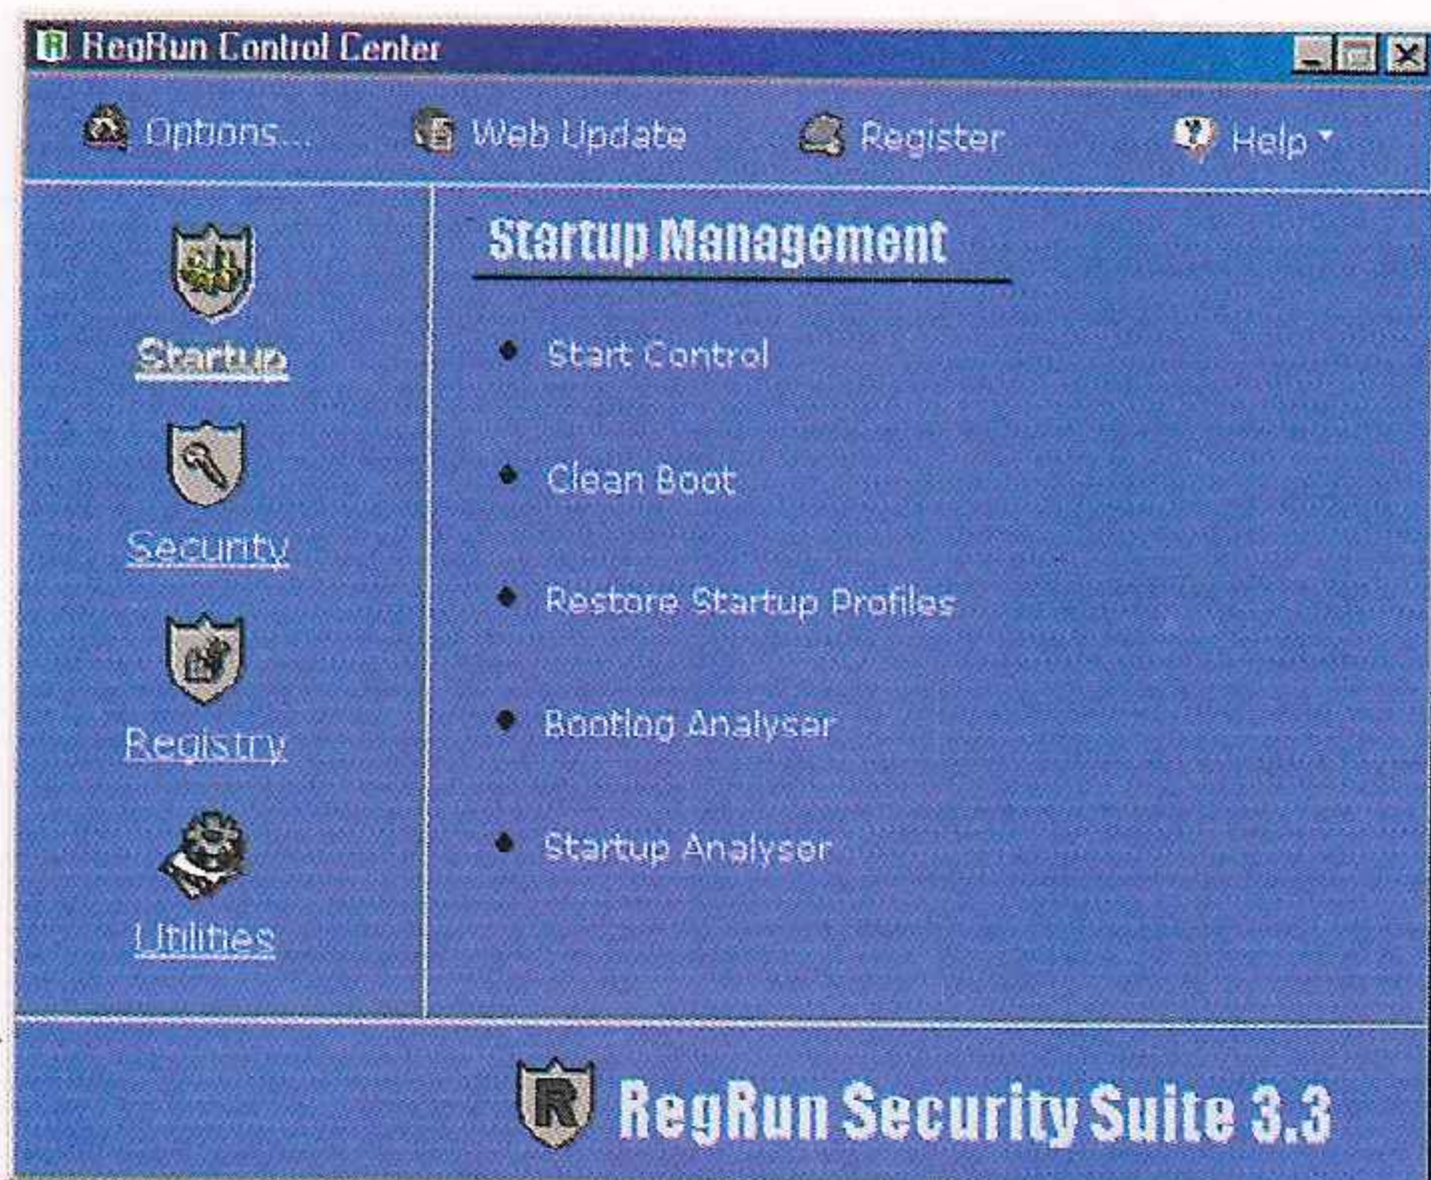 RegRun Control Center
Options... Web Update Register Help
Startup
Security
Registry
Utilities
Startup Management
Start Control
Clean Boot
Restore Startup Profiles
Bootlog Analyser
Startup Analyser
R RegRun Security Suite 3.3